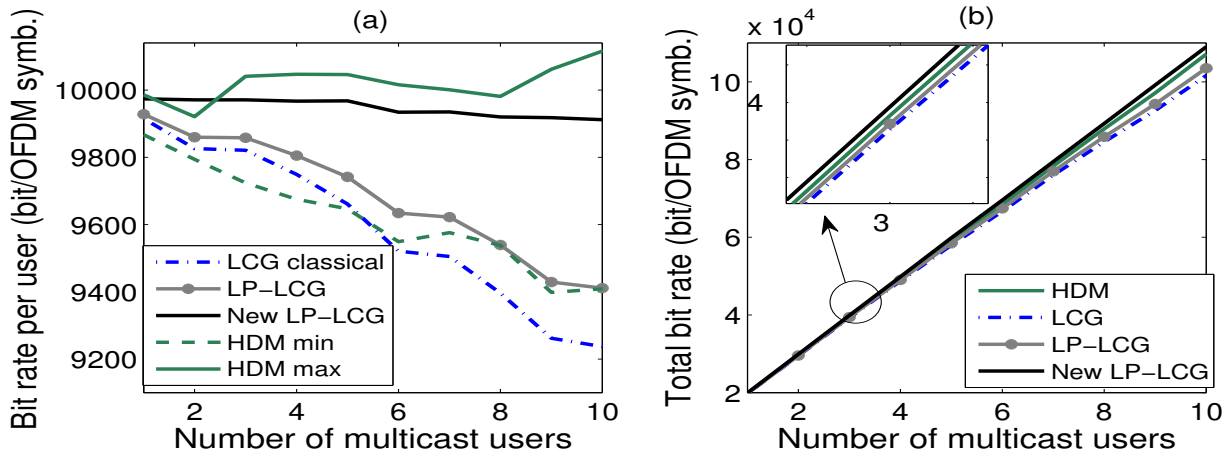 (a)
Bit rate per user (bit/OFDM symb.)
10000
9800
9600
9400
9200
LCG classical
LP−LCG
New LP−LCG
HDM min
HDM max
2
4
6
8
10
Number of multicast users
(b)
x 10^4
Total bit rate (bit/OFDM symb.)
10
8
6
4
2
4
3
HDM
LCG
LP−LCG
New LP−LCG
2
4
6
8
10
Number of multicast users